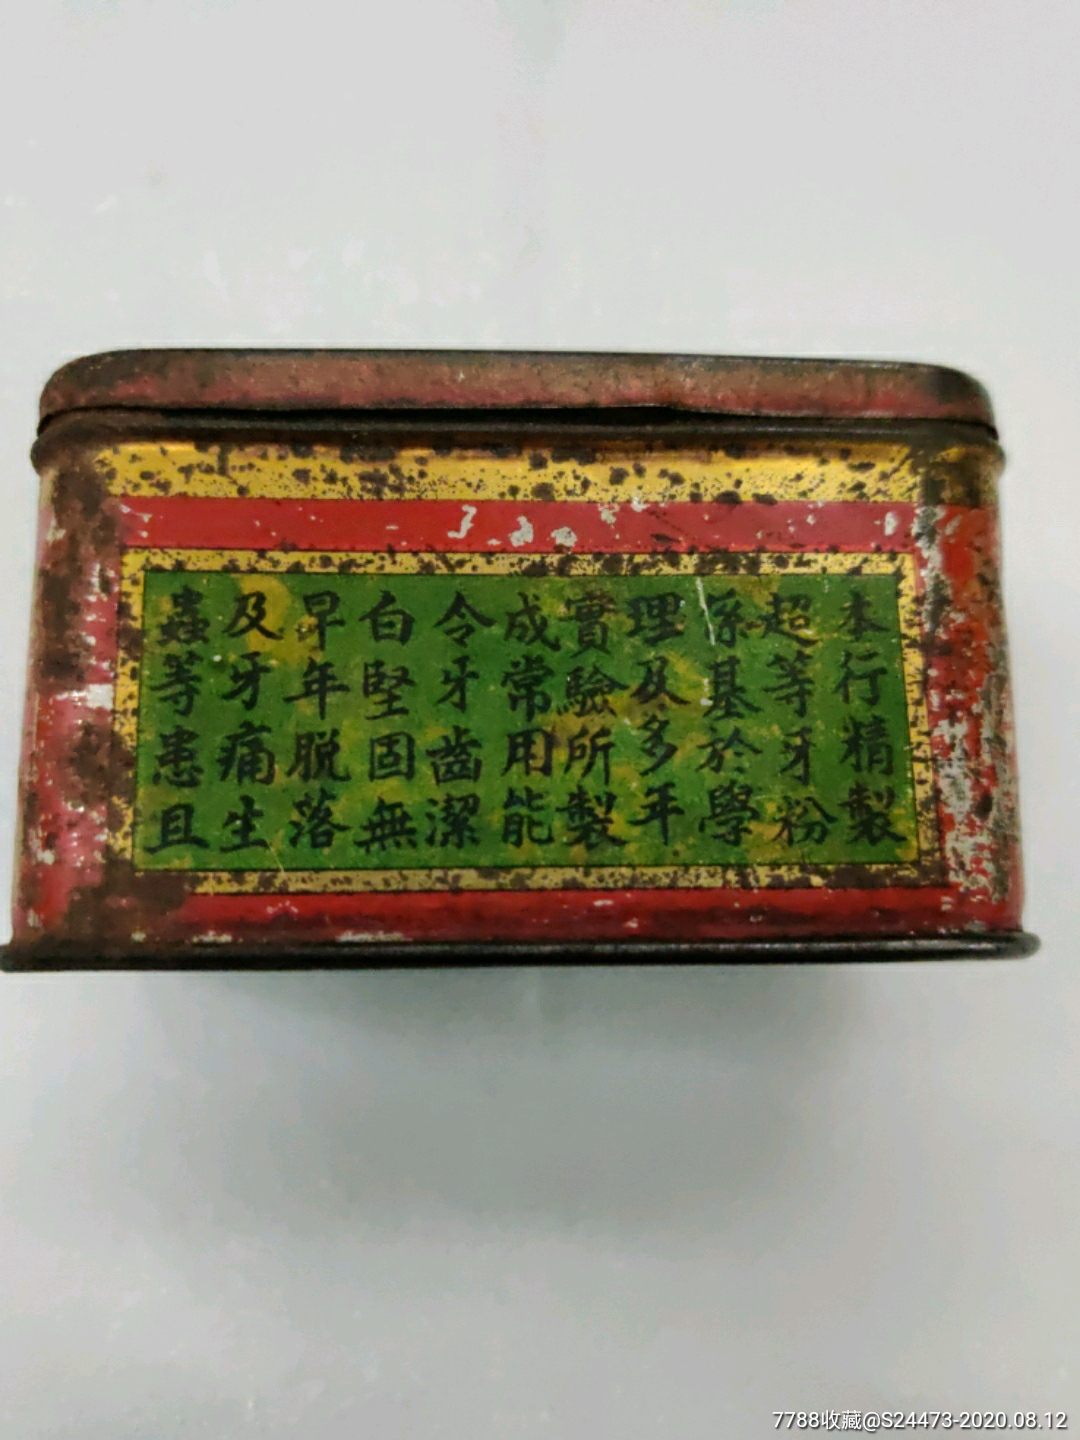 本行精製
超等牙粉
系基於學
理及多年
實驗所製
成常用能
令牙齒潔
白堅固無
早年脫落
及牙痛生
蟲等患且
7788收藏@S24473-2020.08.12